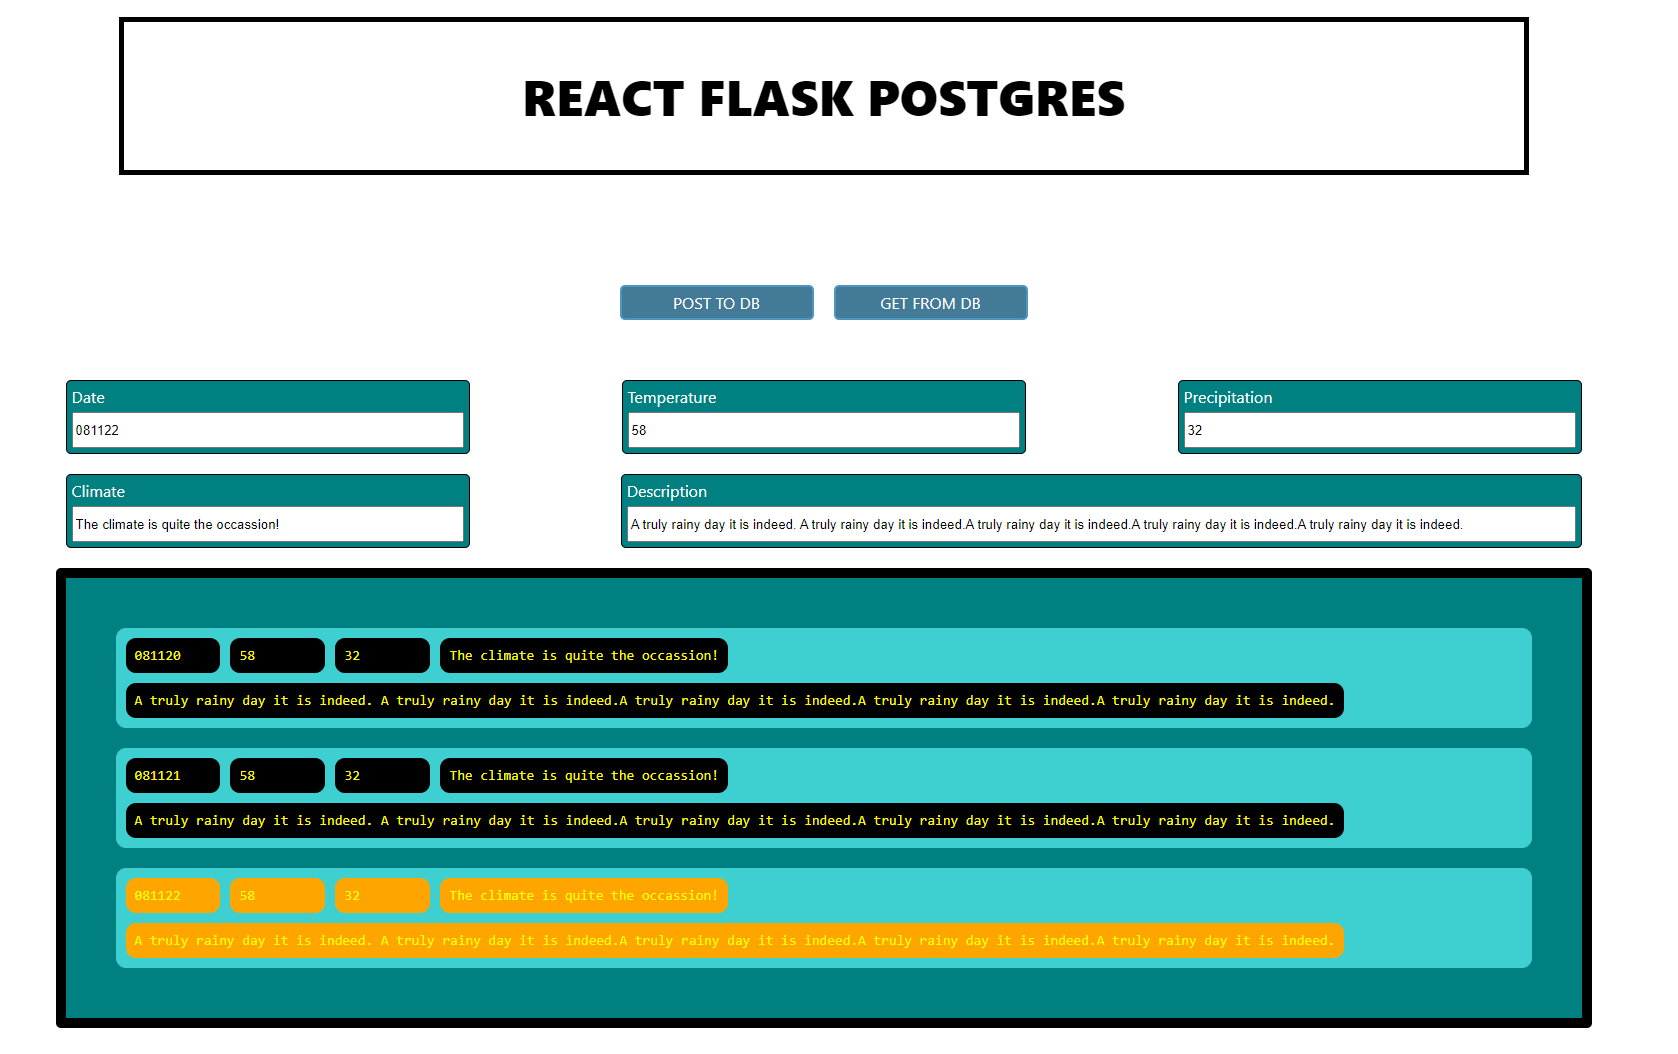 REACT FLASK POSTGRES
POST TO DB GET FROM DB
Date Temperature Precipitation
081122 58 32
Climate Description
The climate is quite the occassion! A truly rainy day it is indeed. A truly rainy day it is indeed.A truly rainy day it is indeed.A truly rainy day it is indeed.A truly rainy day it is indeed.
081120 58 32 The climate is quite the occassion!
A truly rainy day it is indeed. A truly rainy day it is indeed.A truly rainy day it is indeed.A truly rainy day it is indeed.A truly rainy day it is indeed.
081121 58 32 The climate is quite the occassion!
A truly rainy day it is indeed. A truly rainy day it is indeed.A truly rainy day it is indeed.A truly rainy day it is indeed.A truly rainy day it is indeed.
081122 58 32 The climate is quite the occassion!
A truly rainy day it is indeed. A truly rainy day it is indeed.A truly rainy day it is indeed.A truly rainy day it is indeed.A truly rainy day it is indeed.